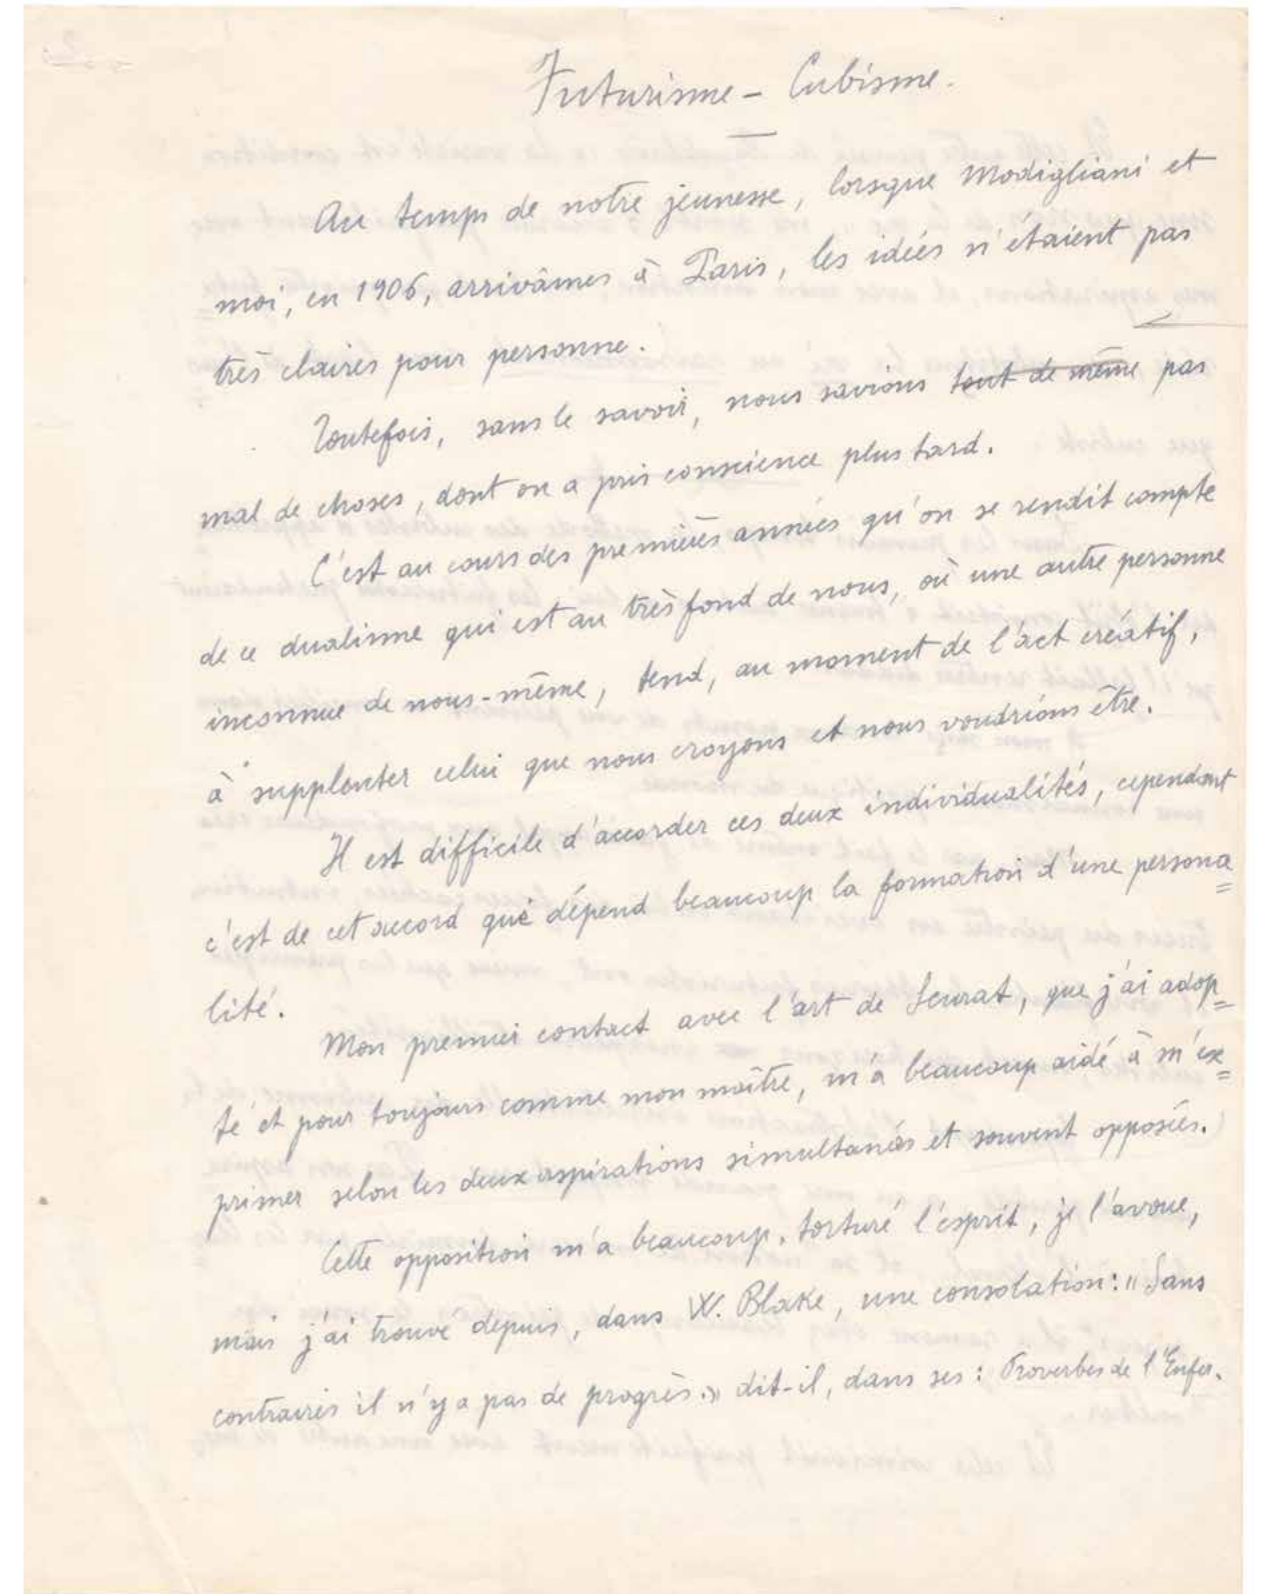 Futurisme – Cubisme.
Au temps de notre jeunesse, lorsque Modigliani et
moi, en 1906, arrivâmes à Paris, les idées n'étaient pas
très claires pour personne.
Toutefois, sans le savoir, nous savions tout de même pas
mal de choses, dont on a pris conscience plus tard.
C'est au cours des premières années qu'on se rendit compte
de ce dualisme qui est au très fond de nous, où une autre personne
inconnue de nous-même, tend, au moment de l'act créatif,
à supplenter celui que nous croyons et nous voudrions être.
Il est difficile d'accorder ces deux individualités, cependant
c'est de cet accord que dépend beaucoup la formation d'une persona=
lité.
Mon premier contact avec l'art de Seurat, que j'ai adop=
té et pour toujours comme mon maître, m'a beaucoup aidé à m'ex=
primer selon les deux aspirations simultanés et souvent opposées.
Cette opposition m'a beaucoup torturé l'esprit, je l'avoue,
mais j'ai trouvé depuis, dans W. Blake, une consolation: "Sans
contraires il n'y a pas de progrès.» dit-il, dans ses: Proverbes de l'Enfer.